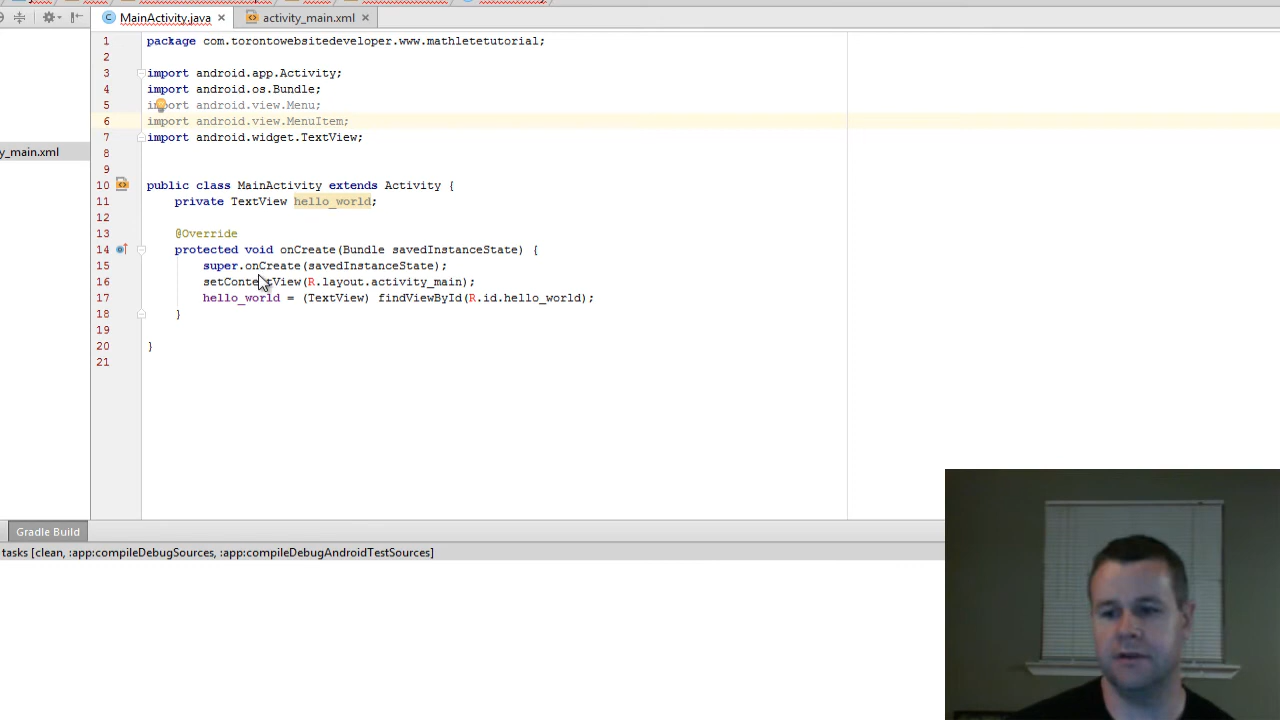 MainActivity.java
activity_main.xml
1 package com.torontowebsitedeveloper.www.mathletetutorial;
2
3 import android.app.Activity;
4 import android.os.Bundle;
5 import android.view.Menu;
6 import android.view.MenuItem;
7 import android.widget.TextView;
8
y_main.xml
9
10 public class MainActivity extends Activity {
11 private TextView hello_world;
12
13 @Override
14 protected void onCreate(Bundle savedInstanceState) {
15 super.onCreate(savedInstanceState);
16 setContentView(R.layout.activity_main);
17 hello_world = (TextView) findViewById(R.id.hello_world);
18 }
19
20 }
21
Gradle Build
tasks [clean, :app:compileDebugSources, :app:compileDebugAndroidTestSources]